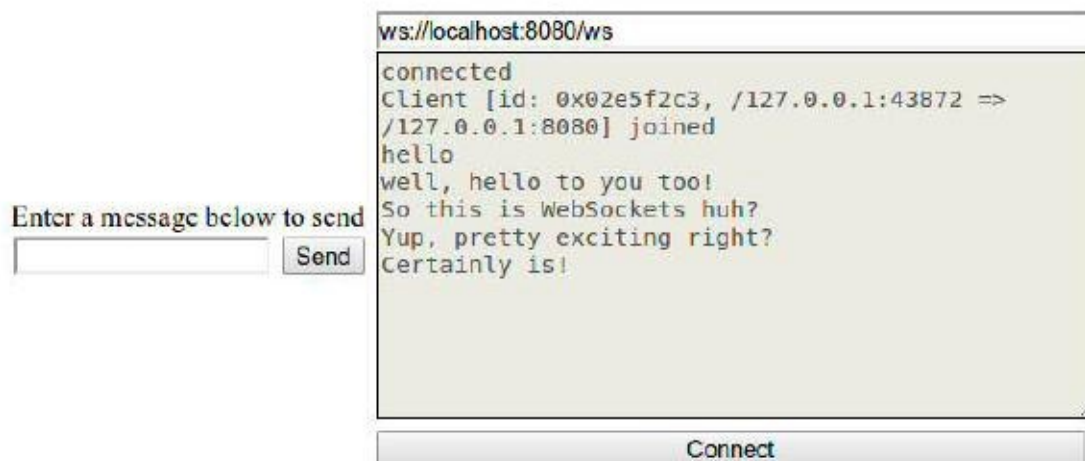 ws://localhost:8080/ws
connected
Client [id: 0x02e5f2c3, /127.0.0.1:43872 =>
/127.0.0.1:8080] joined
hello
well, hello to you too!
So this is WebSockets huh?
Yup, pretty exciting right?
Certainly is!
Enter a message below to send
Send
Connect